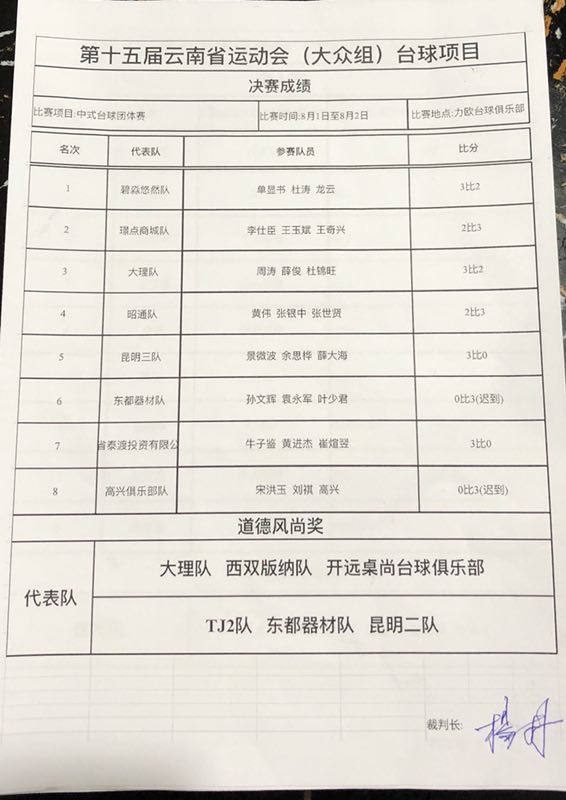 第十五届云南省运动会（大众组）台球项目
决赛成绩
比赛项目:中式台球团体赛 比赛时间:8月1日至8月2日 比赛地点:力欧台球俱乐部
名次 代表队 参赛队员 比分
1 碧焱悠然队 单显书 杜涛 龙云 3比2
2 璟点商城队 李仕臣 王玉斌 王奇兴 2比3
3 大理队 周涛 薛俊 杜锦旺 3比2
4 昭通队 黄伟 张银中 张世贤 2比3
5 昆明三队 景微波 余思桦 薛大海 3比0
6 东都器材队 孙文辉 袁永军 叶少君 0比3(迟到)
7 省泰渡投资有限公 牛子鉴 黄进杰 崔煊翌 3比0
8 高兴俱乐部队 宋洪玉 刘祺 高兴 0比3(迟到)
道德风尚奖
代表队
大理队 西双版纳队 开远桌尚台球俱乐部
TJ2队 东都器材队 昆明二队
裁判长: 杨丹